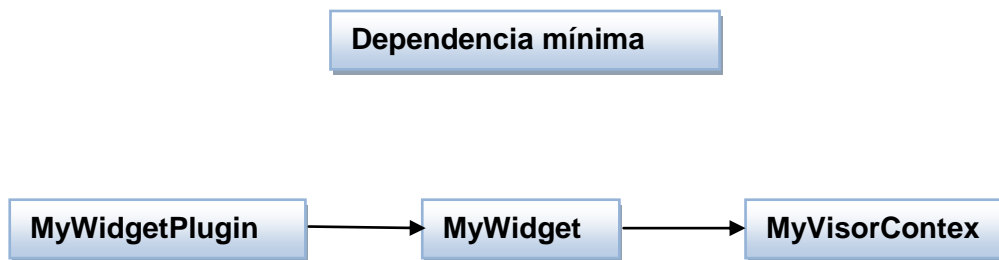 Dependencia mínima
MyWidgetPlugin
MyWidget
MyVisorContex